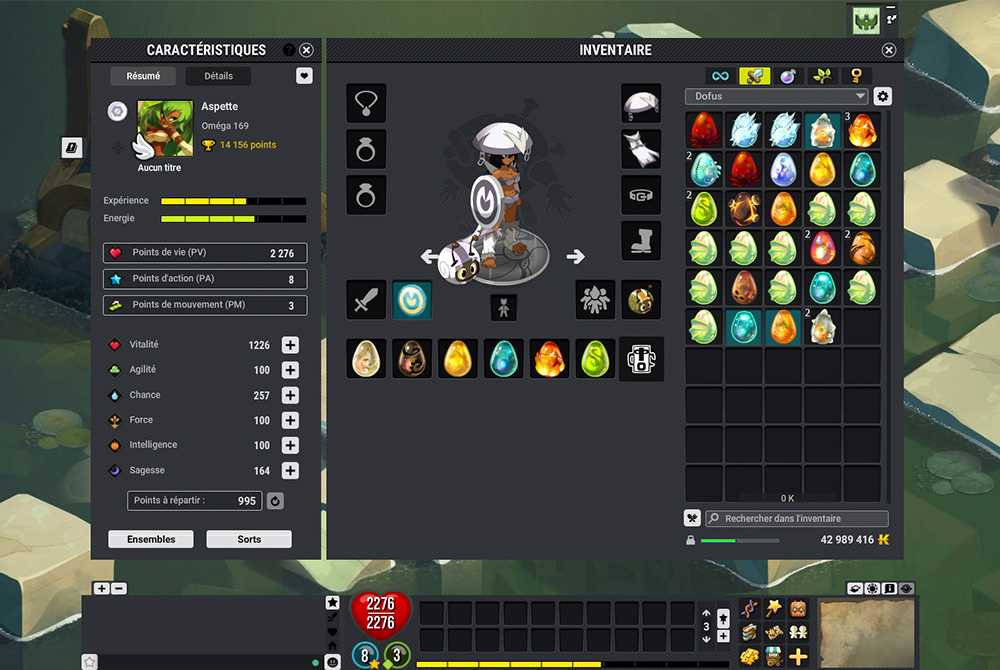 CARACTÉRISTIQUES
?
Résumé
Détails
Aspette
Oméga 169
14 156 points
Aucun titre
Expérience
Energie
Points de vie (PV) 2 276
Points d'action (PA) 8
Points de mouvement (PM) 3
Vitalité 1226
Agilité 100
Chance 257
Force 100
Intelligence 100
Sagesse 164
Points à répartir : 995
Ensembles
Sorts
INVENTAIRE
Dofus
3
2
2
2
2
2
0 K
Rechercher dans l'inventaire
42 989 416
2276
2276
8
3
3